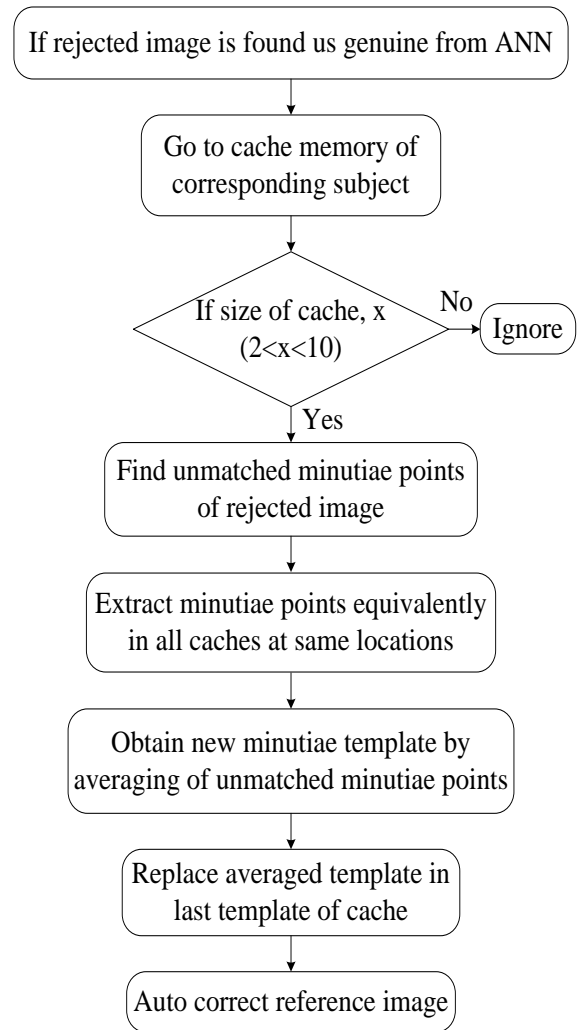 If rejected image is found us genuine from ANN
Go to cache memory of
corresponding subject
If size of cache, x
(2<x<10)
No
Ignore
Yes
Find unmatched minutiae points
of rejected image
Extract minutiae points equivalently
in all caches at same locations
Obtain new minutiae template by
averaging of unmatched minutiae points
Replace averaged template in
last template of cache
Auto correct reference image